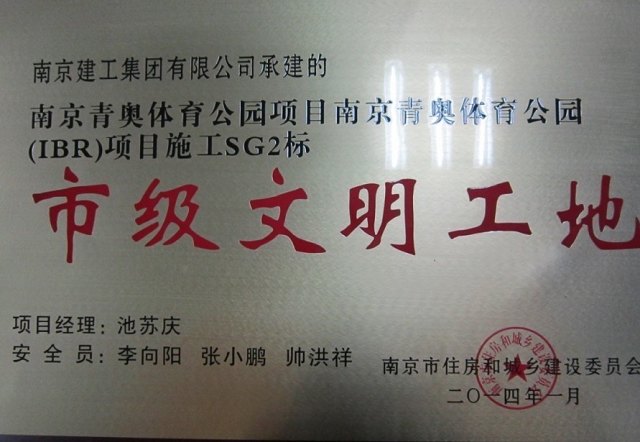 南京建工集团有限公司承建的
南京青奥体育公园项目南京青奥体育公园
(IBR)项目施工SG2标
市级文明工地
项目经理：池苏庆
安全员：李向阳 张小鹏 帅洪祥
南京市住房和城乡建设委员会
二〇一四年一月